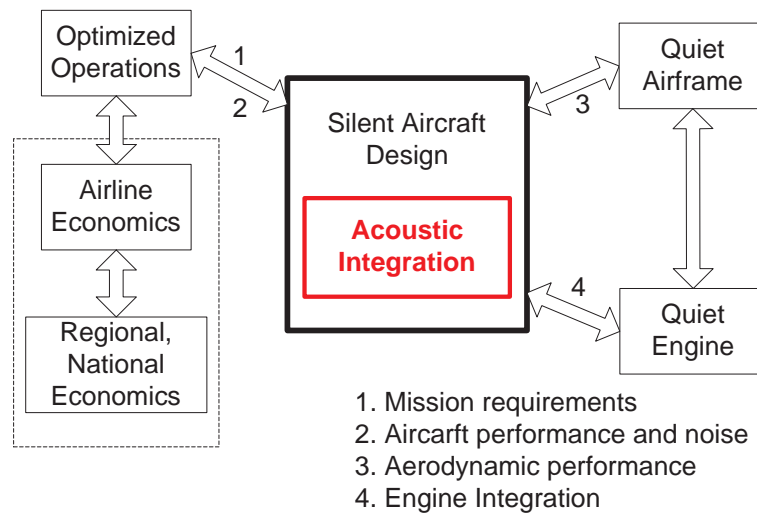 Optimized
Operations
1
2
Silent Aircraft
Design
Acoustic
Integration
3
Quiet
Airframe
Airline
Economics
4
Quiet
Engine
Regional,
National
Economics
1. Mission requirements
2. Aircarft performance and noise
3. Aerodynamic performance
4. Engine Integration